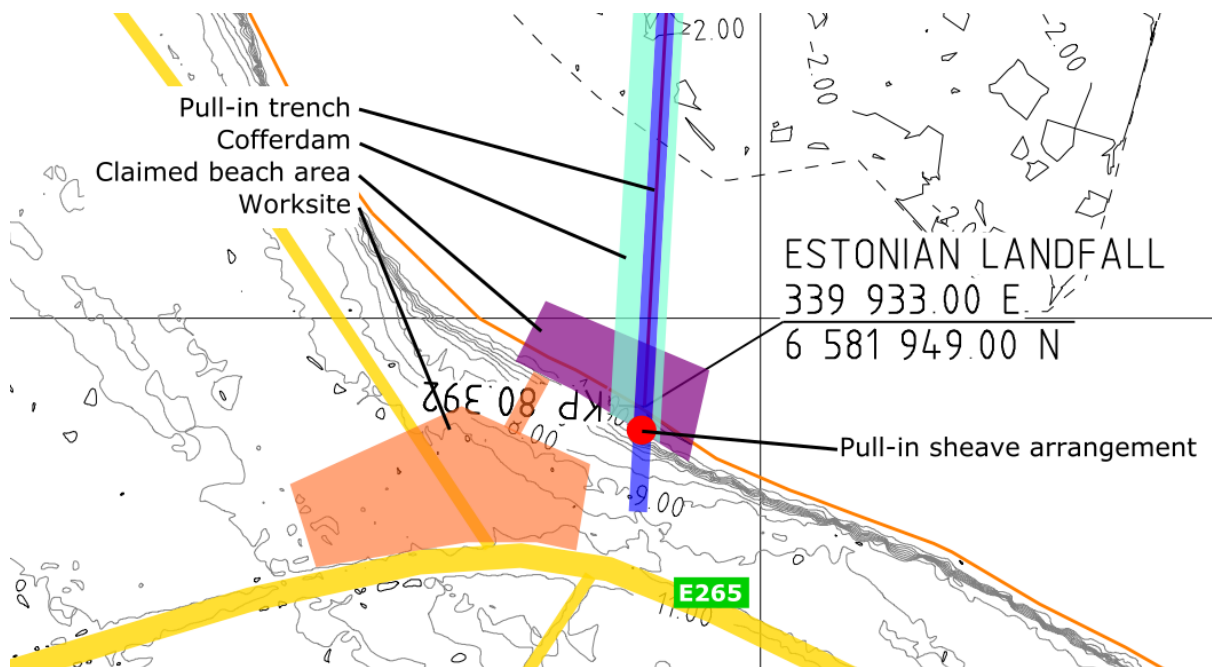 -2.00
-2.00
-2.00
Pull-in trench
Cofferdam
Claimed beach area
Worksite
ESTONIAN LANDFALL
339 933.00 E
6 581 949.00 N
KP 80.392
Pull-in sheave arrangement
6.00
E265
11.00